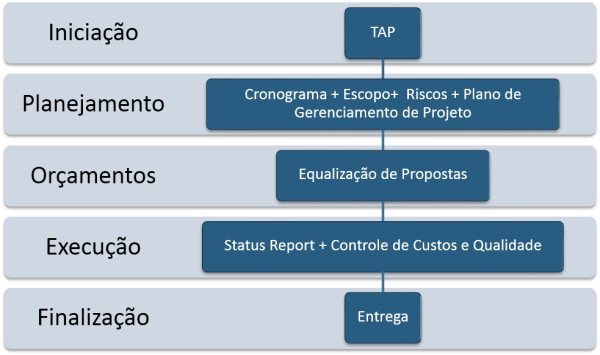 Iniciação
TAP
Planejamento
Cronograma + Escopo+ Riscos + Plano de
Gerenciamento de Projeto
Orçamentos
Equalização de Propostas
Execução
Status Report + Controle de Custos e Qualidade
Finalização
Entrega